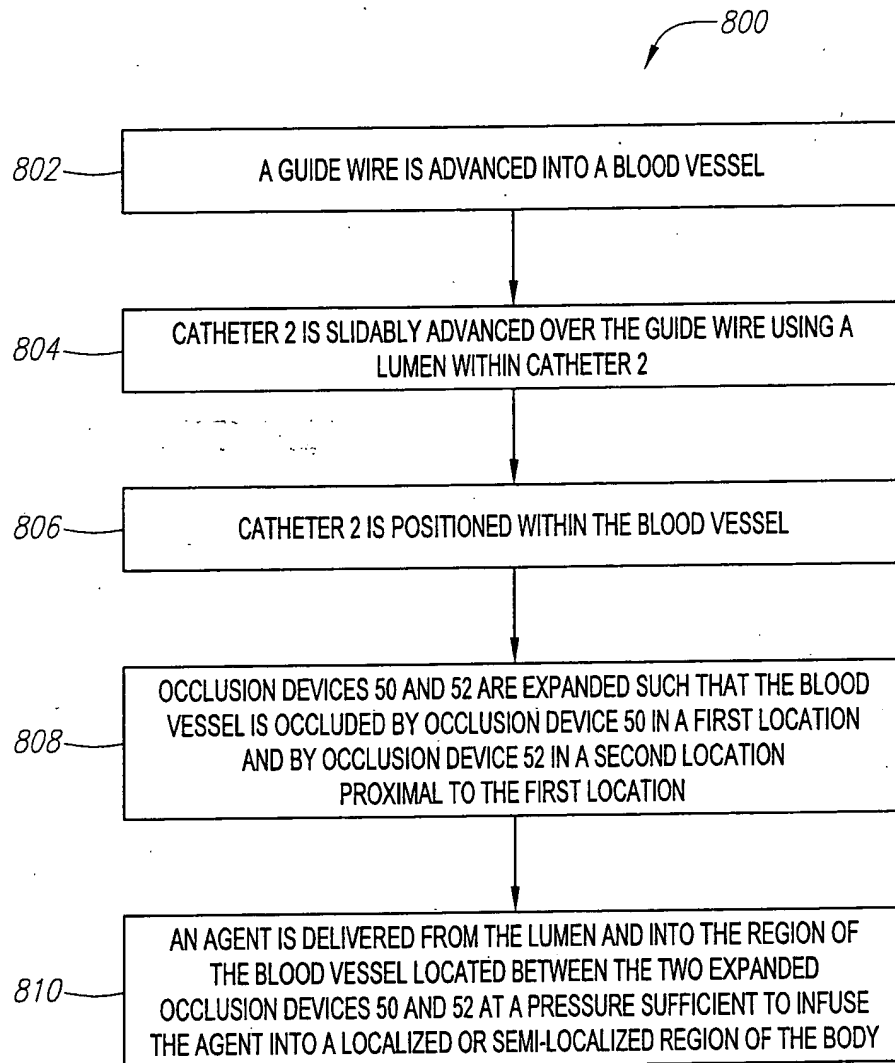 800
802
A GUIDE WIRE IS ADVANCED INTO A BLOOD VESSEL
804
CATHETER 2 IS SLIDABLY ADVANCED OVER THE GUIDE WIRE USING A
LUMEN WITHIN CATHETER 2
806
CATHETER 2 IS POSITIONED WITHIN THE BLOOD VESSEL
808
OCCLUSION DEVICES 50 AND 52 ARE EXPANDED SUCH THAT THE BLOOD
VESSEL IS OCCLUDED BY OCCLUSION DEVICE 50 IN A FIRST LOCATION
AND BY OCCLUSION DEVICE 52 IN A SECOND LOCATION
PROXIMAL TO THE FIRST LOCATION
810
AN AGENT IS DELIVERED FROM THE LUMEN AND INTO THE REGION OF
THE BLOOD VESSEL LOCATED BETWEEN THE TWO EXPANDED
OCCLUSION DEVICES 50 AND 52 AT A PRESSURE SUFFICIENT TO INFUSE
THE AGENT INTO A LOCALIZED OR SEMI-LOCALIZED REGION OF THE BODY